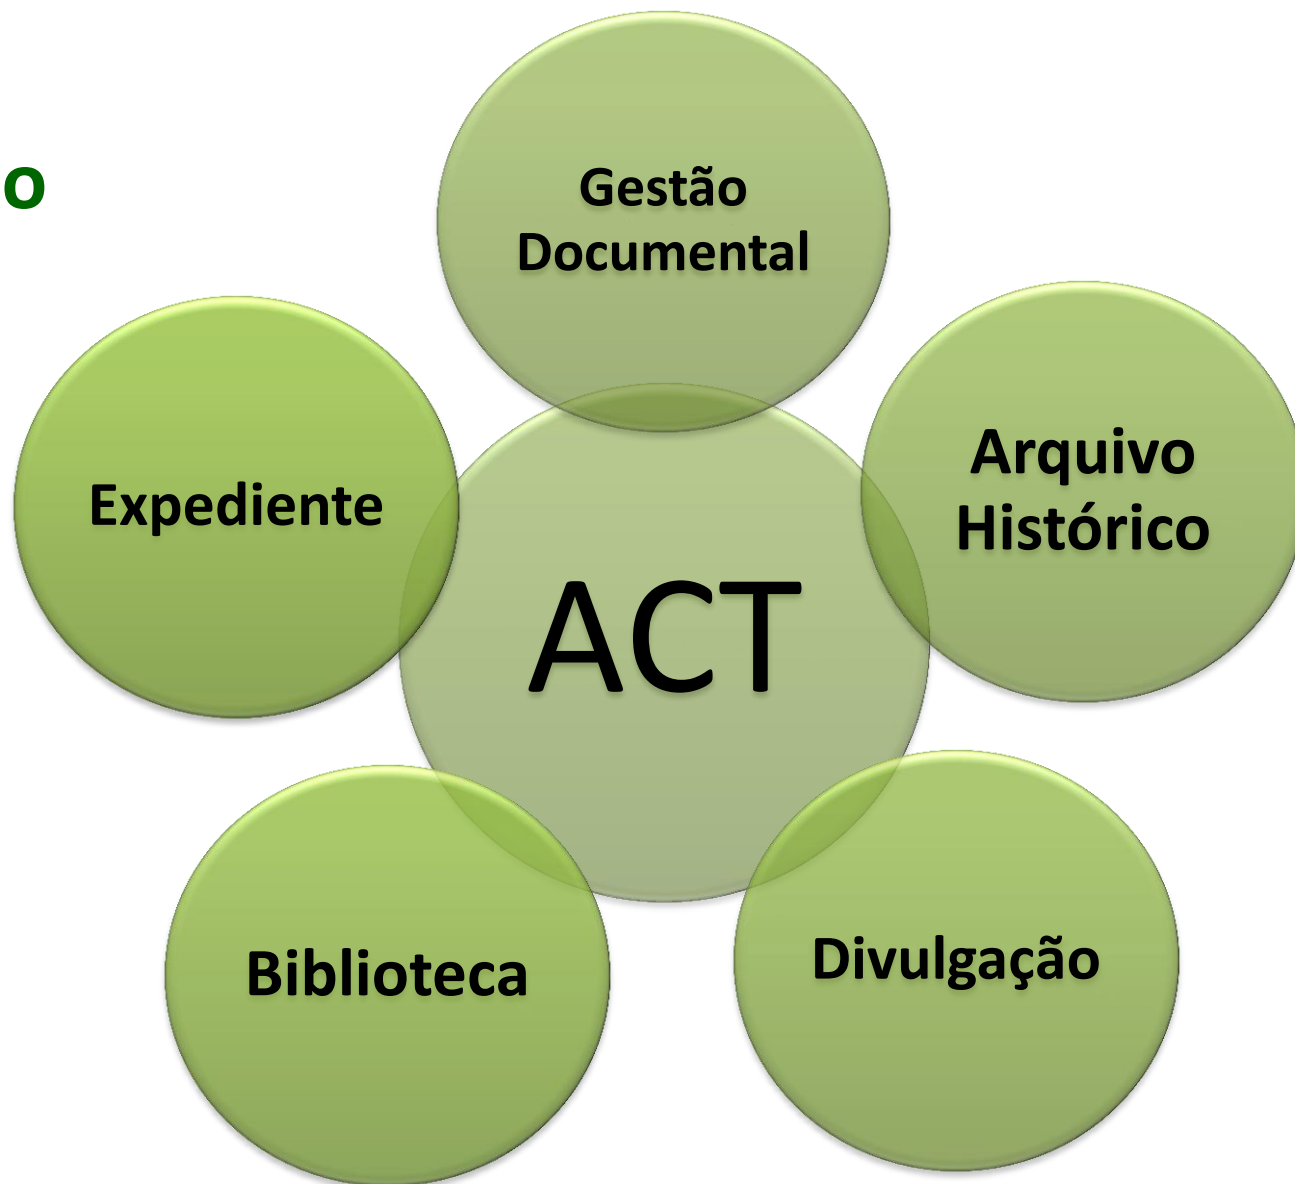 o
Gestão
Documental
Arquivo
Histórico
Expediente
ACT
Divulgação
Biblioteca